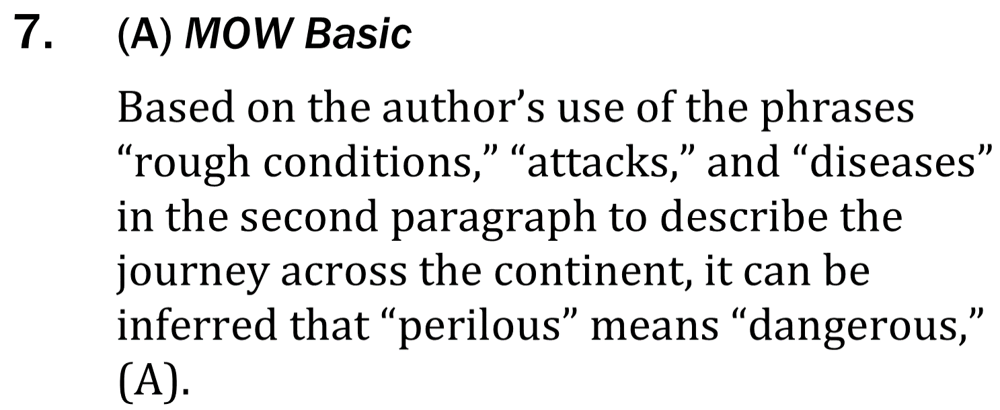 7. (A) MOW Basic
Based on the author’s use of the phrases
“rough conditions,” “attacks,” and “diseases”
in the second paragraph to describe the
journey across the continent, it can be
inferred that “perilous” means “dangerous,”
(A).